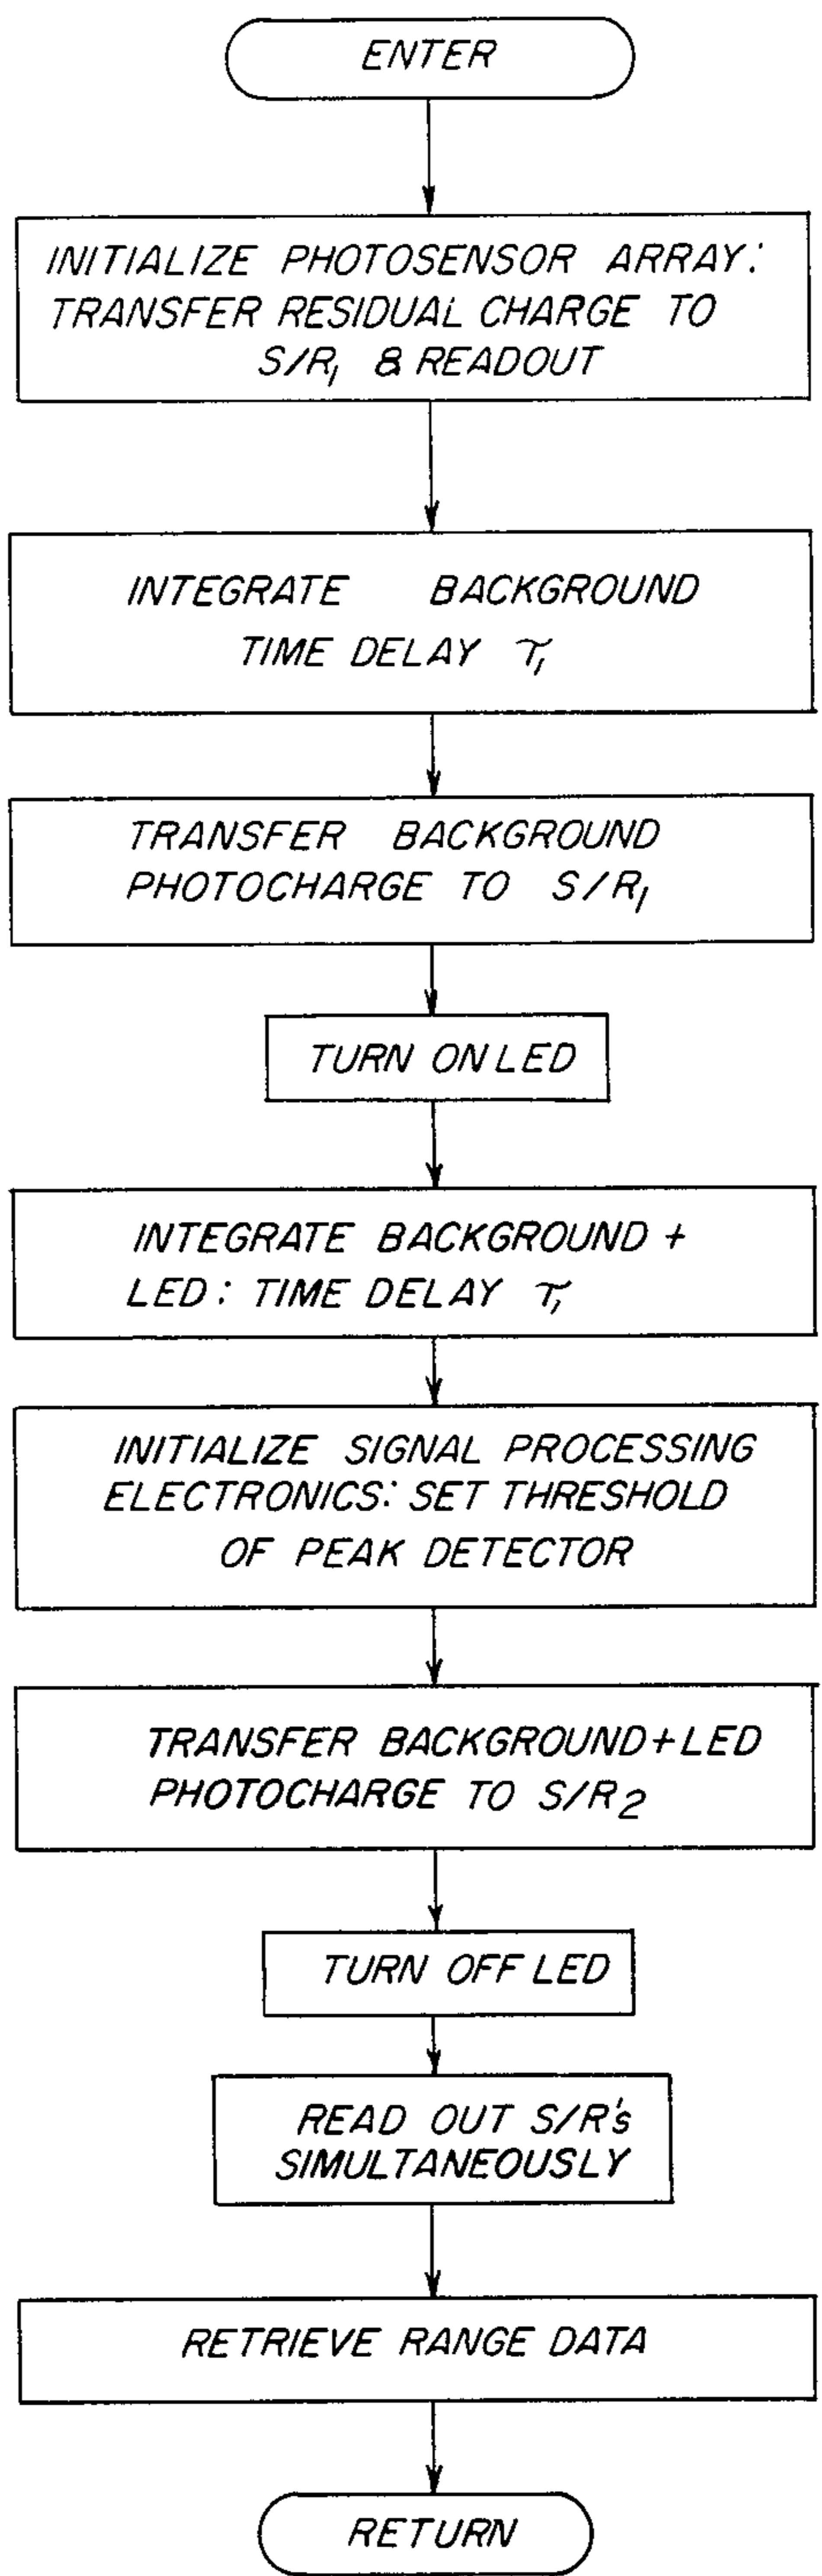 ENTER
INITIALIZE PHOTOSENSOR ARRAY:
TRANSFER RESIDUAL CHARGE TO
S/R₁ & READOUT
INTEGRATE BACKGROUND
TIME DELAY τ₁
TRANSFER BACKGROUND
PHOTOCHARGE TO S/R₁
TURN ON LED
INTEGRATE BACKGROUND +
LED: TIME DELAY τ₁
INITIALIZE SIGNAL PROCESSING
ELECTRONICS: SET THRESHOLD
OF PEAK DETECTOR
TRANSFER BACKGROUND + LED
PHOTOCHARGE TO S/R₂
TURN OFF LED
READ OUT S/R's
SIMULTANEOUSLY
RETRIEVE RANGE DATA
RETURN